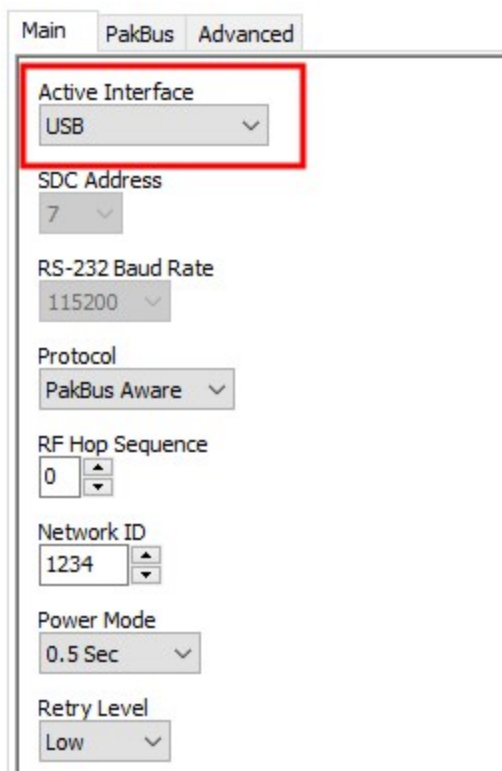 Main PakBus Advanced
Active Interface
USB
SDC Address
7
RS-232 Baud Rate
115200
Protocol
PakBus Aware
RF Hop Sequence
0
Network ID
1234
Power Mode
0.5 Sec
Retry Level
Low